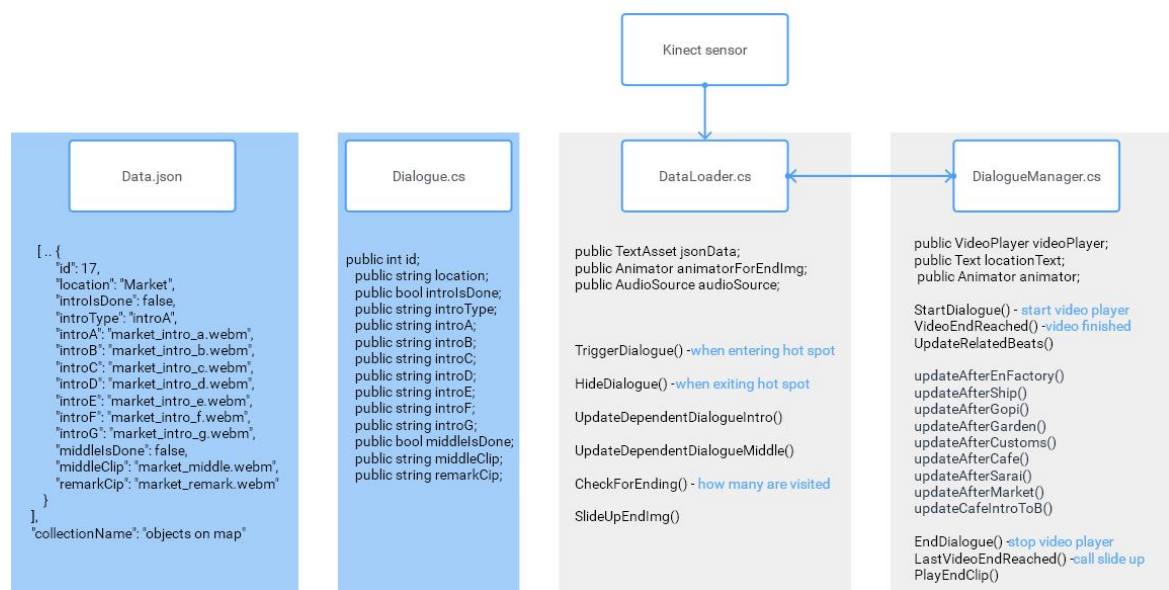 Kinect sensor
Data.json
[ .. {
"id": 17,
"location": "Market",
"introIsDone": false,
"introType": "introA",
"introA": "market_intro_a.webm",
"introB": "market_intro_b.webm",
"introC": "market_intro_c.webm",
"introD": "market_intro_d.webm",
"introE": "market_intro_e.webm",
"introF": "market_intro_f.webm",
"introG": "market_intro_g.webm",
"middleIsDone": false,
"middleClip": "market_middle.webm",
"remarkCip": "market_remark.webm"
}
],
"collectionName": "objects on map"
Dialogue.cs
public int id;
public string location;
public bool introIsDone;
public string introType;
public string introA;
public string introB;
public string introC;
public string introD;
public string introE;
public string introF;
public string introG;
public bool middleIsDone;
public string middleClip;
public string remarkCip;
DataLoader.cs
public TextAsset jsonData;
public Animator animatorForEndImg;
public AudioSource audioSource;
TriggerDialogue() -when entering hot spot
HideDialogue() -when exiting hot spot
UpdateDependentDialogueIntro()
UpdateDependentDialogueMiddle()
CheckForEnding() - how many are visited
SlideUpEndImg()
DialogueManager.cs
public VideoPlayer videoPlayer;
public Text locationText;
public Animator animator;
StartDialogue() - start video player
VideoEndReached() -video finished
UpdateRelatedBeats()
updateAfterEnFactory()
updateAfterShip()
updateAfterGopi()
updateAfterGarden()
updateAfterCustoms()
updateAfterCafe()
updateAfterSarai()
updateAfterMarket()
updateCafeIntroToB()
EndDialogue() -stop video player
LastVideoEndReached() -call slide up
PlayEndClip()